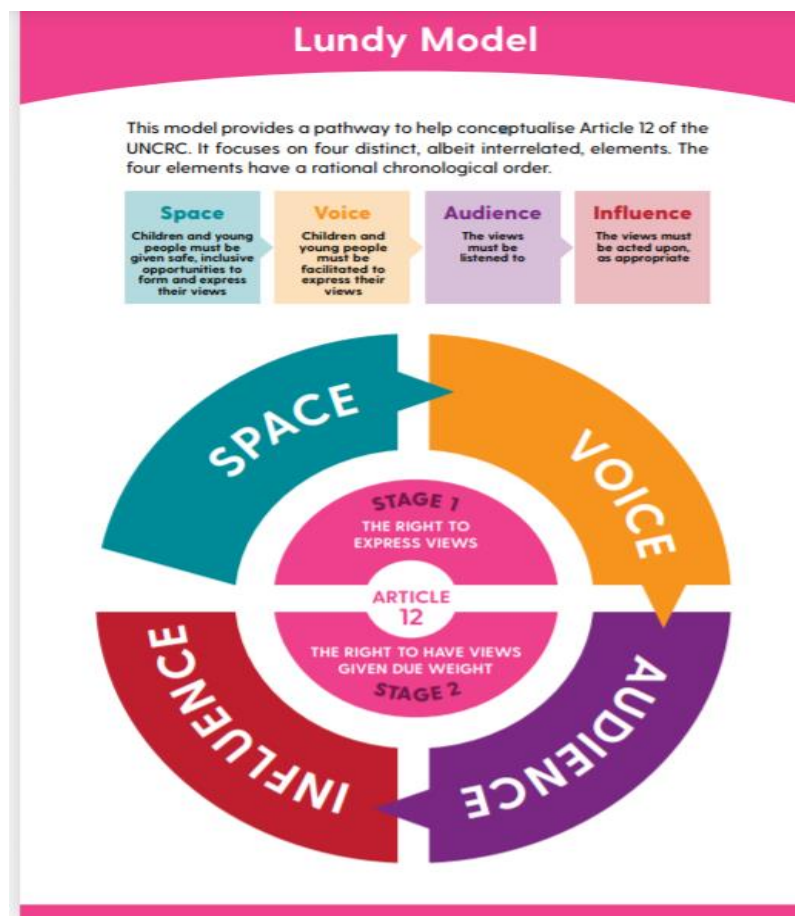 Lundy Model
This model provides a pathway to help conceptualise Article 12 of the
UNCRC. It focuses on four distinct, albeit interrelated, elements. The
four elements have a rational chronological order.
Space
Children and young
people must be
given safe, inclusive
opportunities to
form and express
their views
Voice
Children and
young people
must be
facilitated to
express their
views
Audience
The views
must be
listened to
Influence
The views must
be acted upon,
as appropriate
SPACE
VOICE
STAGE 1
THE RIGHT TO
EXPRESS VIEWS
ARTICLE
12
THE RIGHT TO HAVE VIEWS
GIVEN DUE WEIGHT
STAGE 2
INFLUENCE
AUDIENCE